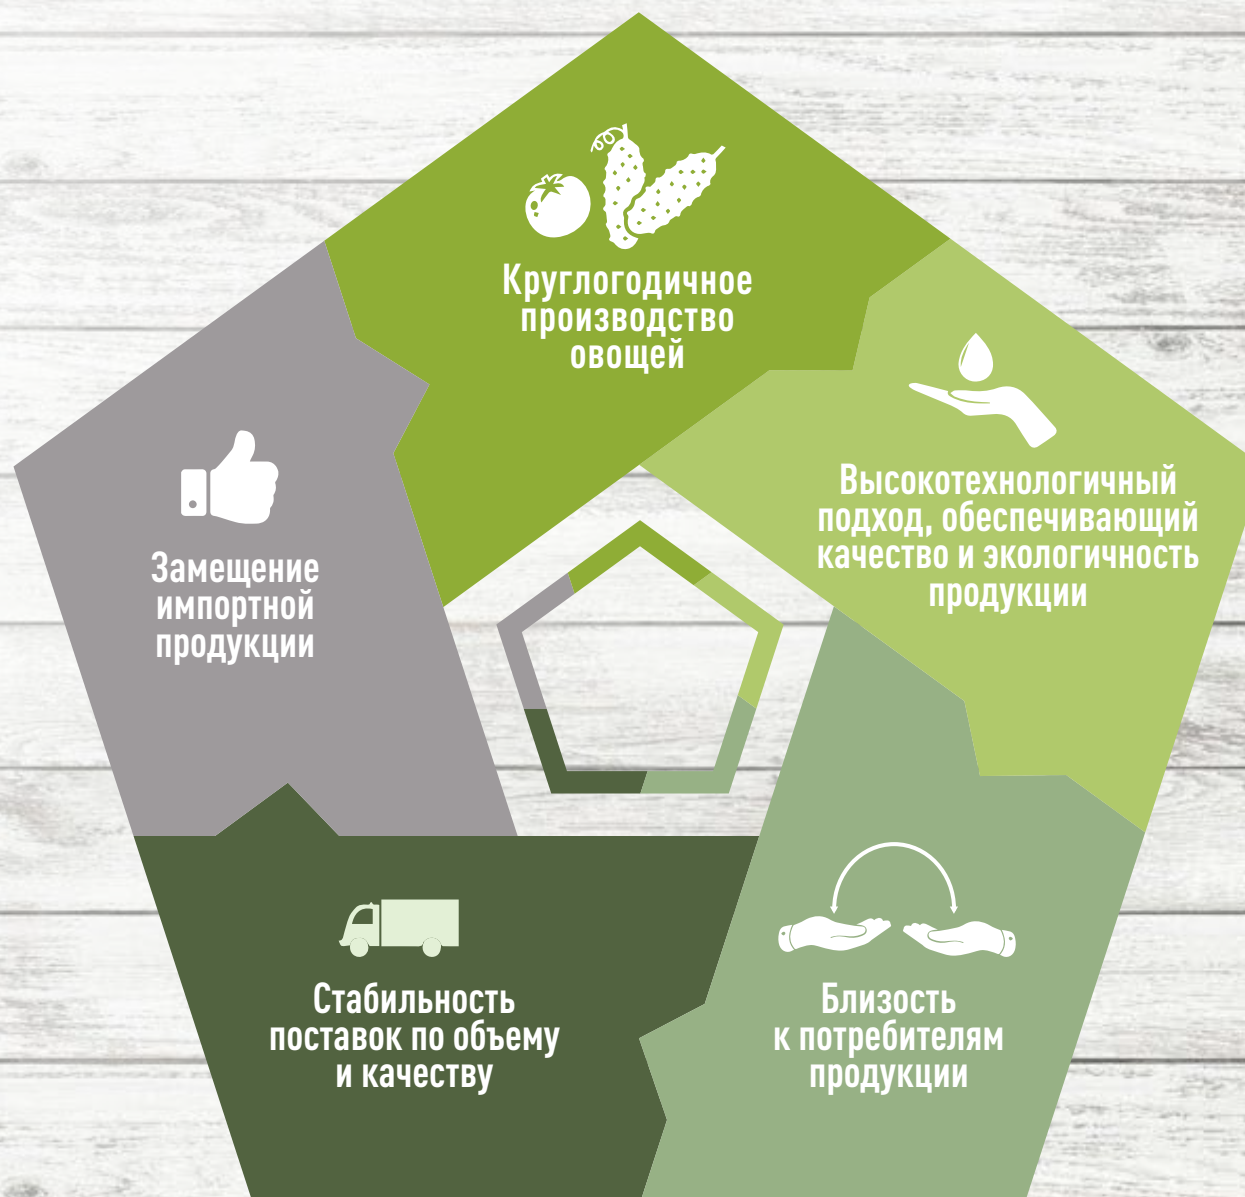 Круглогодичное
производство
овощей
Высокотехнологичный
подход, обеспечивающий
качество и экологичность
продукции
Замещение
импортной
продукции
Стабильность
поставок по объему
и качеству
Близость
к потребителям
продукции